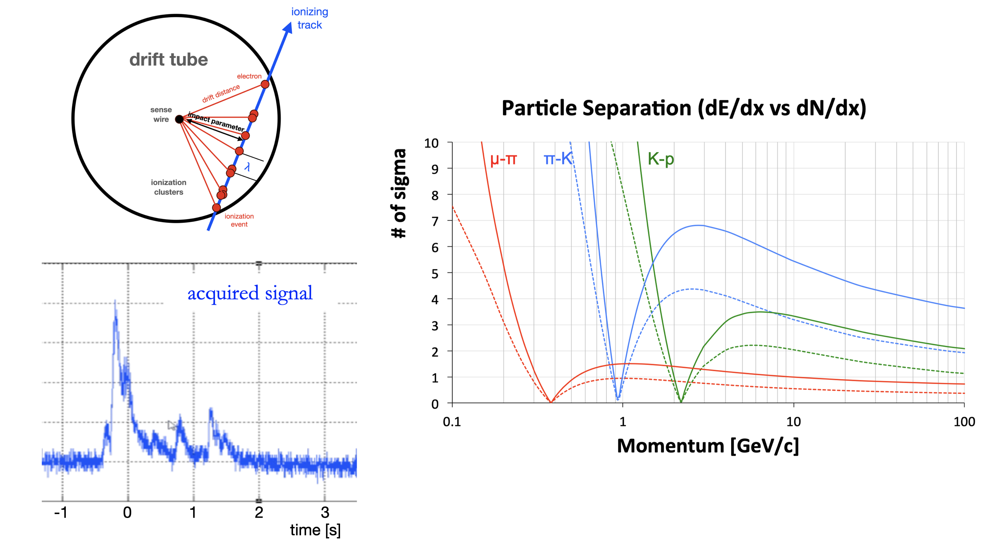 ionizing
track
drift tube
electron
drift distance
sense
wire
impact parameter
λ
ionization
clusters
ionization
event
acquired signal
-1 0 1 2 3
time [s]
Particle Separation (dE/dx vs dN/dx)
# of sigma
10
9
8
7
6
5
4
3
2
1
0
μ-π π-K K-p
0.1 1 10 100
Momentum [GeV/c]